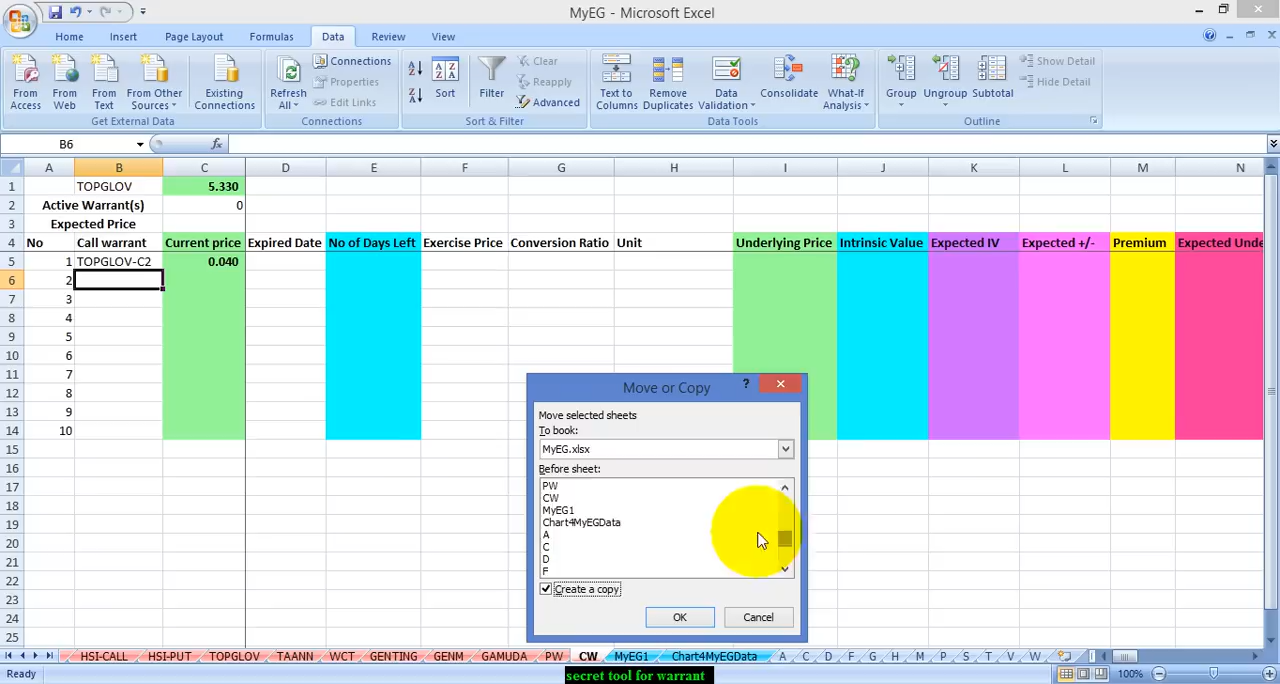 MyEG - Microsoft Excel
Home Insert Page Layout Formulas Data Review View
From Access
From Web
From Text
From Other Sources
Existing Connections
Get External Data
Refresh All
Connections
Properties
Edit Links
Connections
Sort
Filter
Clear
Reapply
Advanced
Sort & Filter
Text to Columns
Remove Duplicates
Data Validation
Consolidate
What-If Analysis
Data Tools
Group
Ungroup
Subtotal
Show Detail
Hide Detail
Outline
B6 fx
A B C D E F G H I J K L M N
1 TOPGLOV 5.330
2 Active Warrant(s) 0
3 Expected Price
4 No Call warrant Current price Expired Date No of Days Left Exercise Price Conversion Ratio Unit Underlying Price Intrinsic Value Expected IV Expected +/- Premium Expected Unde
5 1 TOPGLOV-C2 0.040
6 2
7 3
8 4
9 5
10 6
11 7
12 8
13 9
14 10
15
16
17
18
19
20
21
22
23
24
25
Move or Copy ?
Move selected sheets
To book:
MyEG.xlsx
Before sheet:
PW
CW
MyEG1
Chart4MyEGData
A
C
D
F
Create a copy
OK Cancel
HSI-CALL HSI-PUT TOPGLOV TAANN WCT GENTING GENM GAMUDA PW CW MyEG1 Chart4MyEGData A C D F G H M P S T V W
Ready 100%
secret tool for warrant